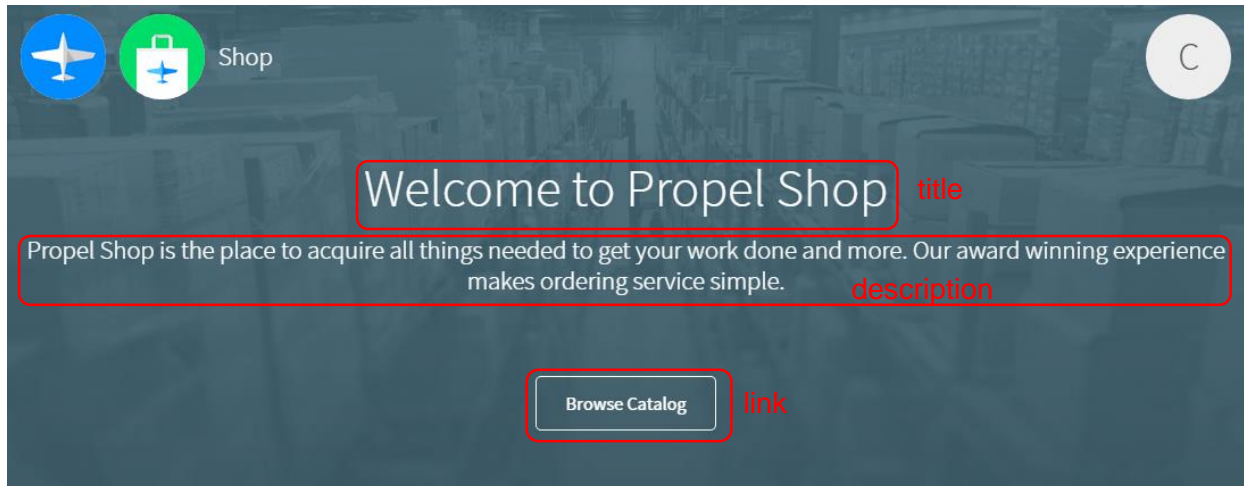 Shop
C
Welcome to Propel Shop
title
Propel Shop is the place to acquire all things needed to get your work done and more. Our award winning experience
makes ordering service simple.
description
Browse Catalog
link